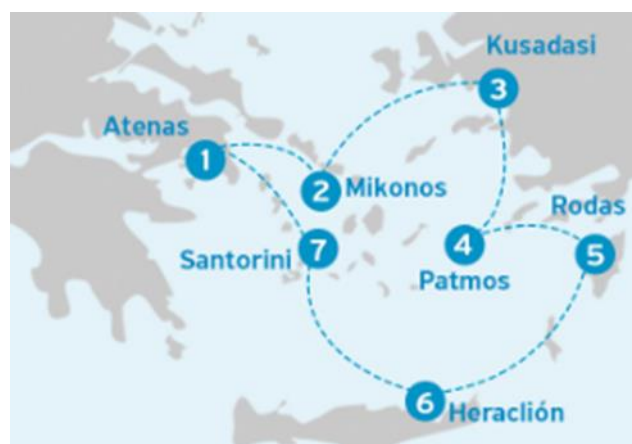 Kusadasi
3
Atenas
1
2 Mikonos
Rodas
Santorini 7
4
5
Patmos
6 Heraclión